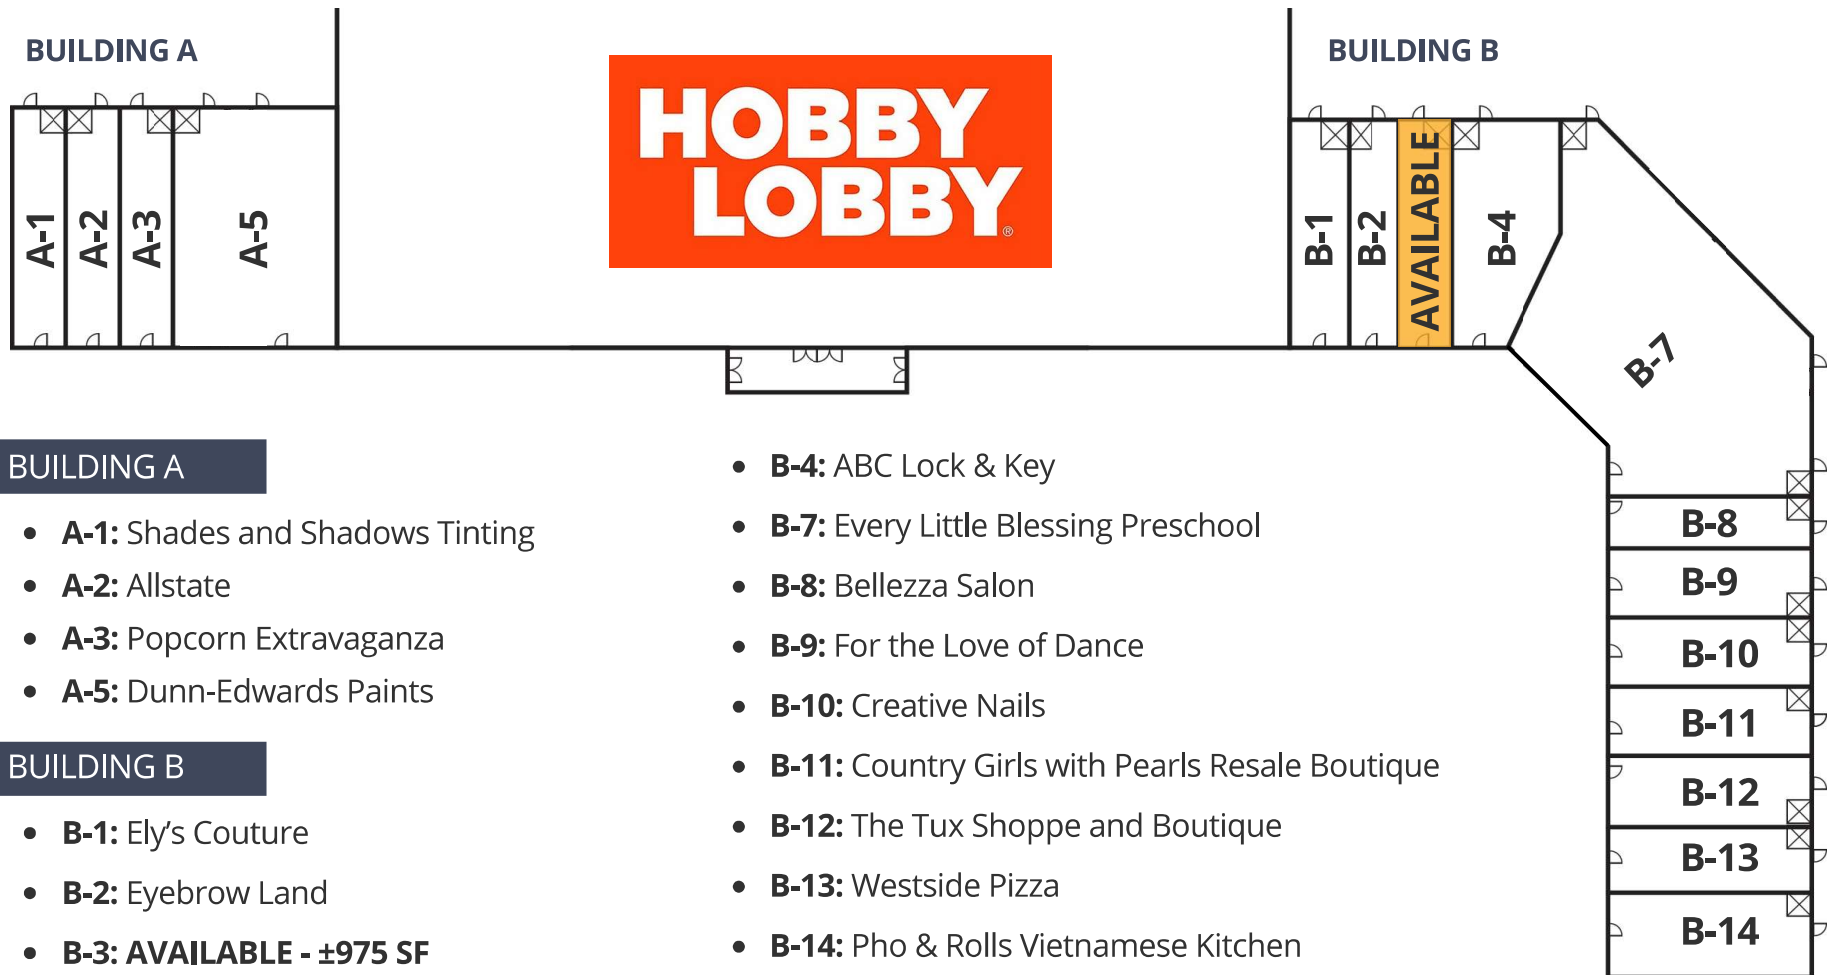 BUILDING A
BUILDING B
HOBBY
LOBBY®
A-1
A-2
A-3
A-5
B-1
B-2
AVAILABLE
B-4
B-7
B-8
B-9
B-10
B-11
B-12
B-13
B-14
BUILDING A
• A-1: Shades and Shadows Tinting
• A-2: Allstate
• A-3: Popcorn Extravaganza
• A-5: Dunn-Edwards Paints
BUILDING B
• B-1: Ely’s Couture
• B-2: Eyebrow Land
• B-3: AVAILABLE - ±975 SF
• B-4: ABC Lock & Key
• B-7: Every Little Blessing Preschool
• B-8: Bellezza Salon
• B-9: For the Love of Dance
• B-10: Creative Nails
• B-11: Country Girls with Pearls Resale Boutique
• B-12: The Tux Shoppe and Boutique
• B-13: Westside Pizza
• B-14: Pho & Rolls Vietnamese Kitchen